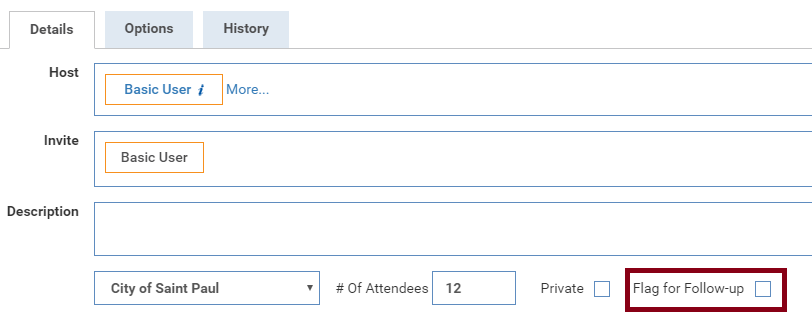 Details Options History
Host Basic User i More...
Invite Basic User
Description
City of Saint Paul # Of Attendees 12 Private Flag for Follow-up